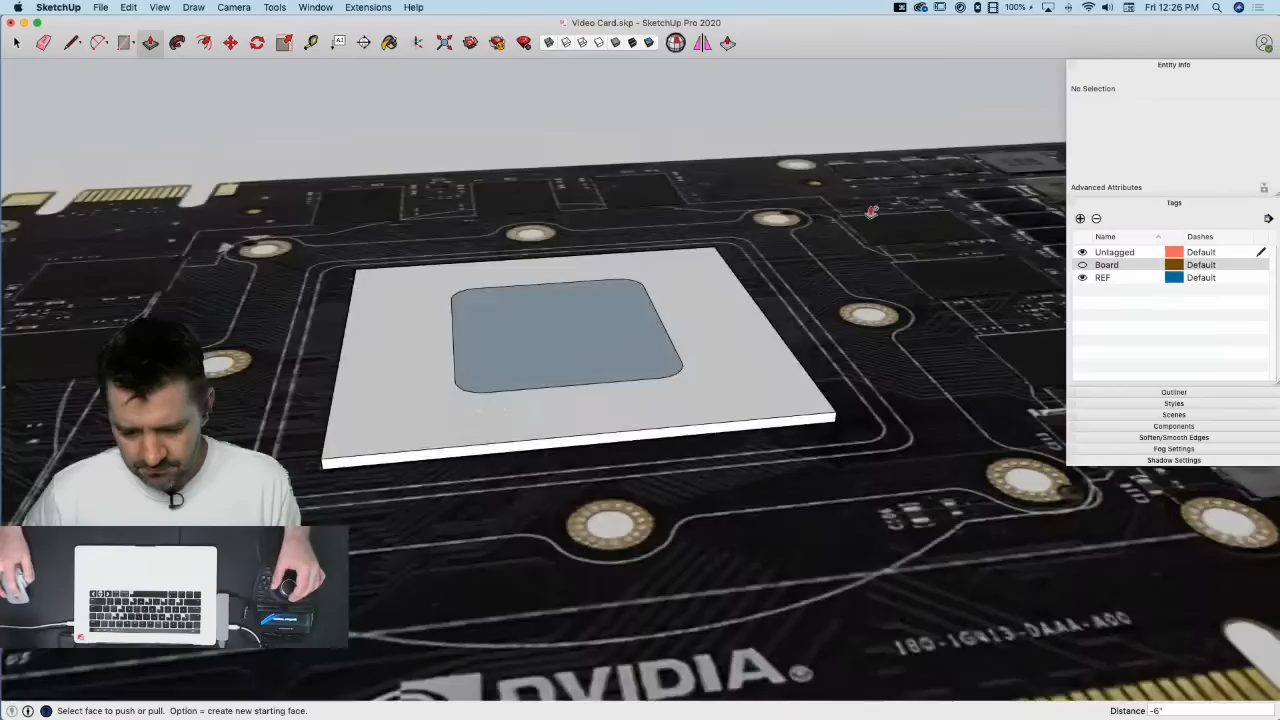 SketchUp File Edit View Draw Camera Tools Window Extensions Help 100% Fri 12:26 PM
Video Card.skp - SketchUp Pro 2020
Entity Info
No Selection
Advanced Attributes
Tags
Name Dashes
Untagged Default
Board Default
REF Default
Outliner
Styles
Scenes
Components
Soften/Smooth Edges
Fog Settings
Shadow Settings
NVIDIA
Select face to push or pull. Option = create new starting face.
Distance -6"